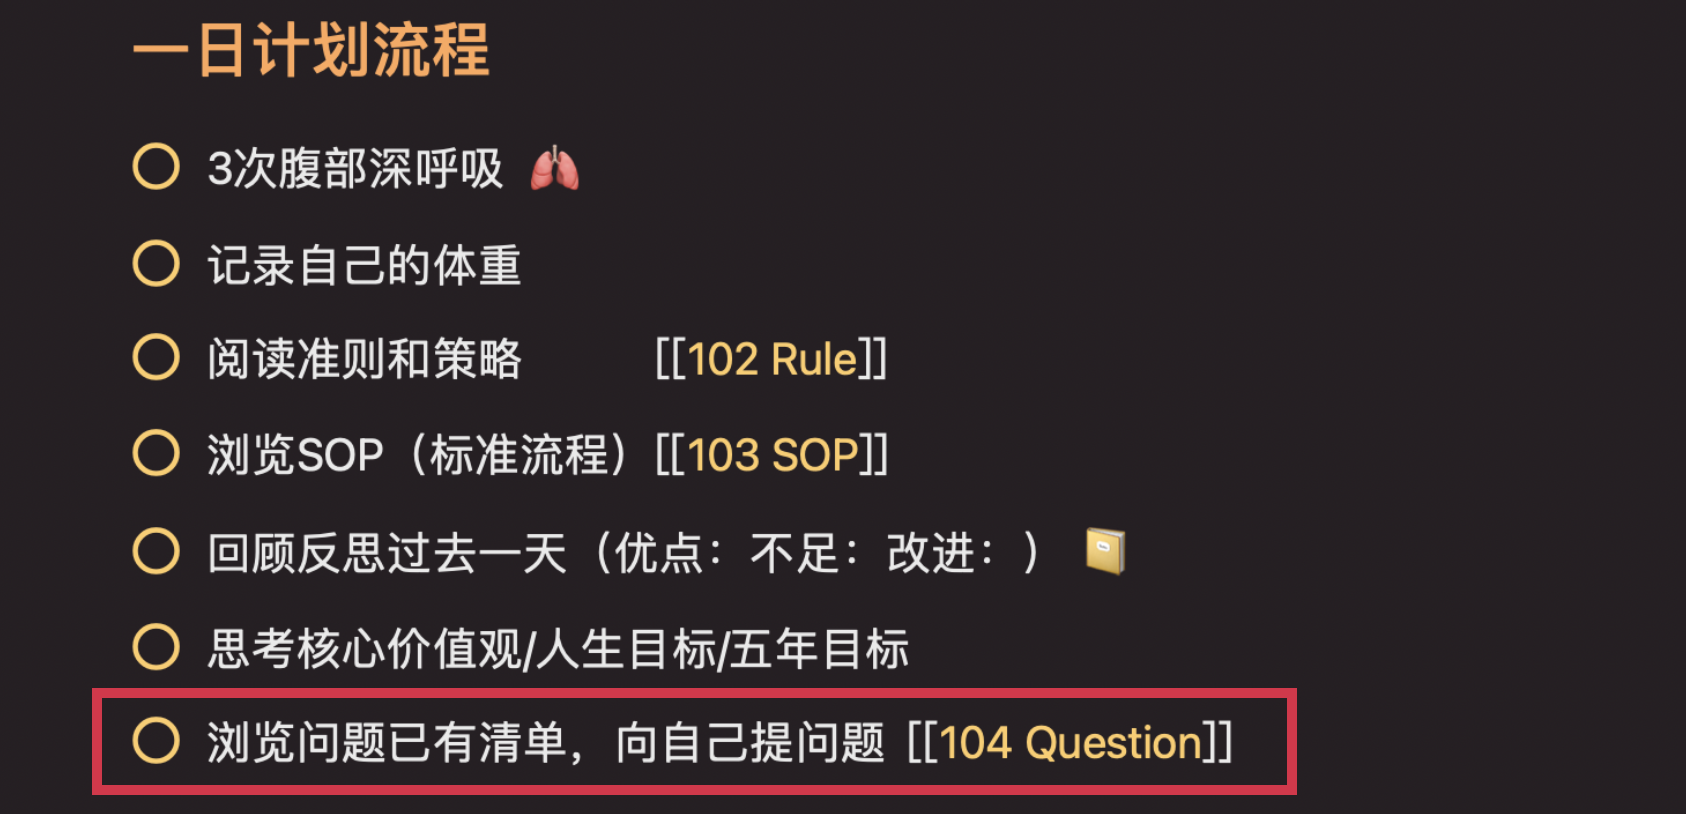 一日计划流程
3次腹部深呼吸 🫁
记录自己的体重
阅读准则和策略 [[102 Rule]]
浏览SOP（标准流程）[[103 SOP]]
回顾反思过去一天（优点：不足：改进：） 📒
思考核心价值观/人生目标/五年目标
浏览问题已有清单，向自己提问题 [[104 Question]]